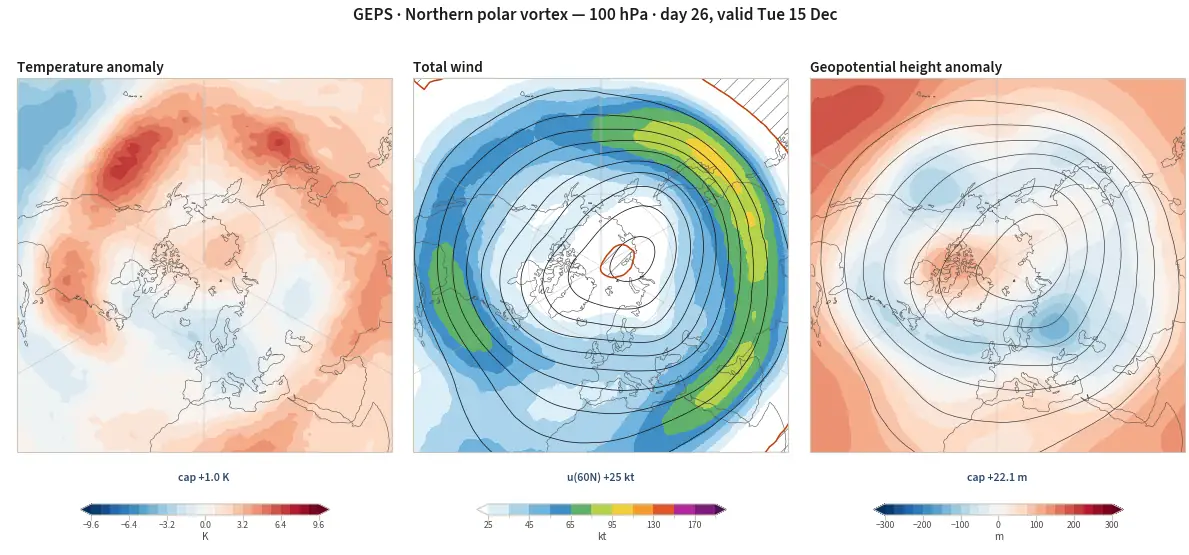 GEPS · Northern polar vortex — 100 hPa · day 26, valid Tue 15 Dec
Temperature anomaly
Total wind
Geopotential height anomaly
cap +1.0 K
u(60N) +25 kt
cap +22.1 m
−9.6 −6.4 −3.2 0.0 3.2 6.4 9.6
K
25 45 65 95 130 170
kt
−300 −200 −100 0 100 200 300
m